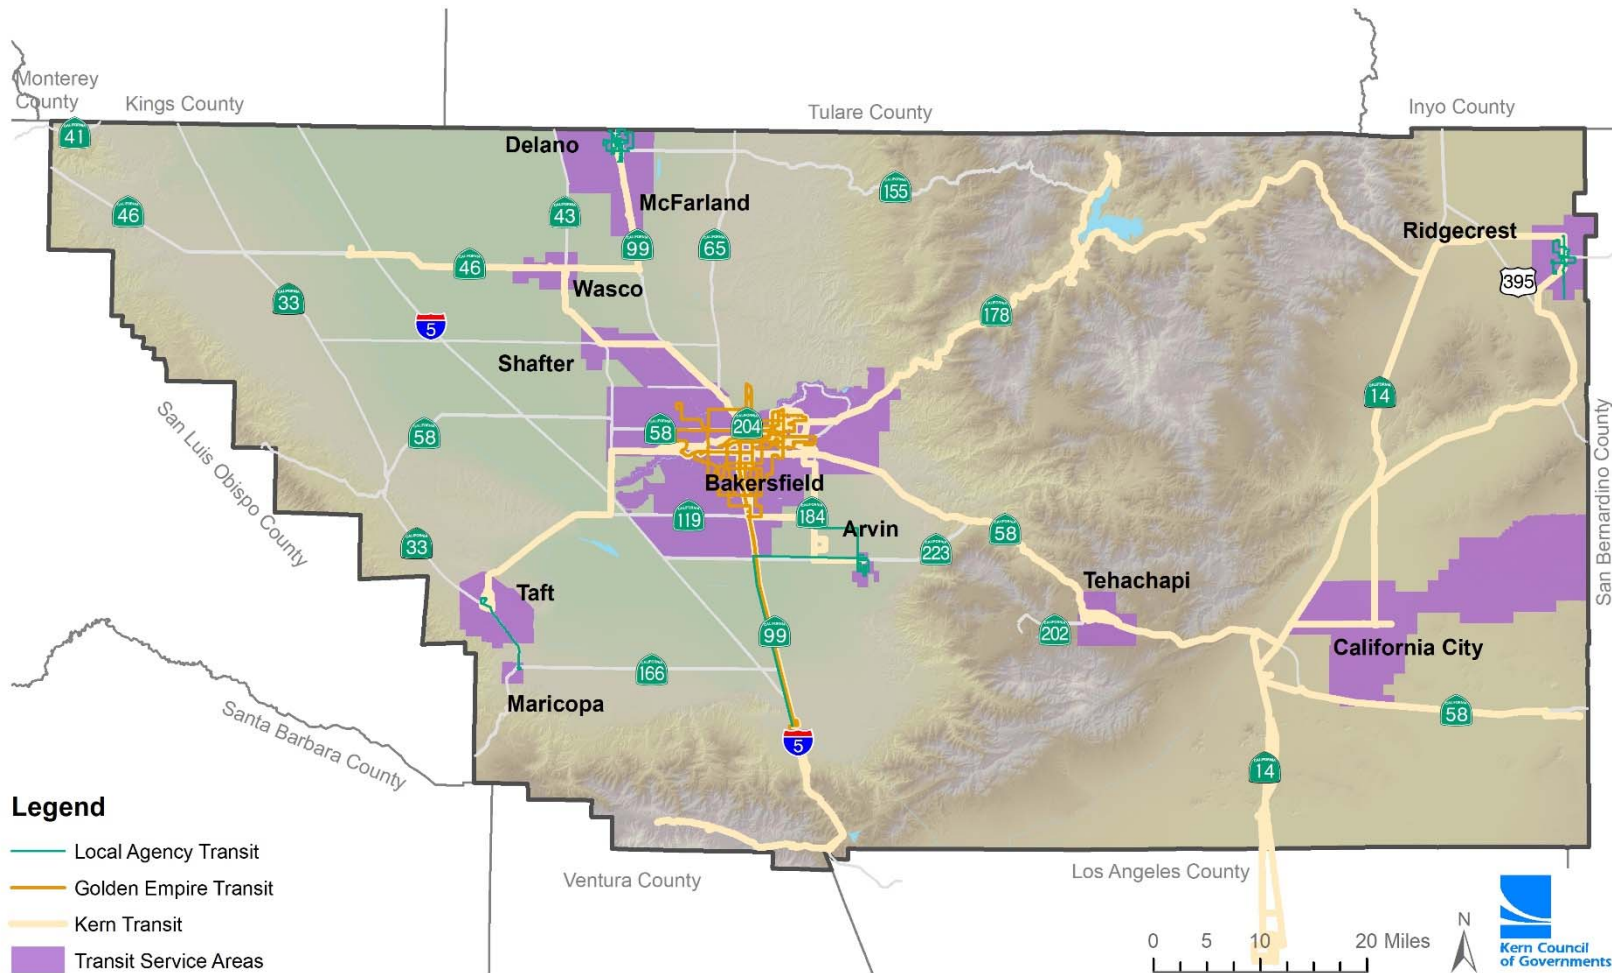 Monterey
County
Kings County
Tulare County
Inyo County
41
Delano
155
McFarland
46
43
99
65
Ridgecrest
46
395
Wasco
33
178
5
Shafter
14
San Luis Obispo County
58
58
204
San Bernardino County
Bakersfield
119
184
Arvin
58
33
223
Taft
Tehachapi
99
202
California City
166
Maricopa
58
Santa Barbara County
5
14
Legend
Local Agency Transit
Golden Empire Transit
Kern Transit
Transit Service Areas
Ventura County
Los Angeles County
N
0 5 10 20 Miles
Kern Council
of Governments